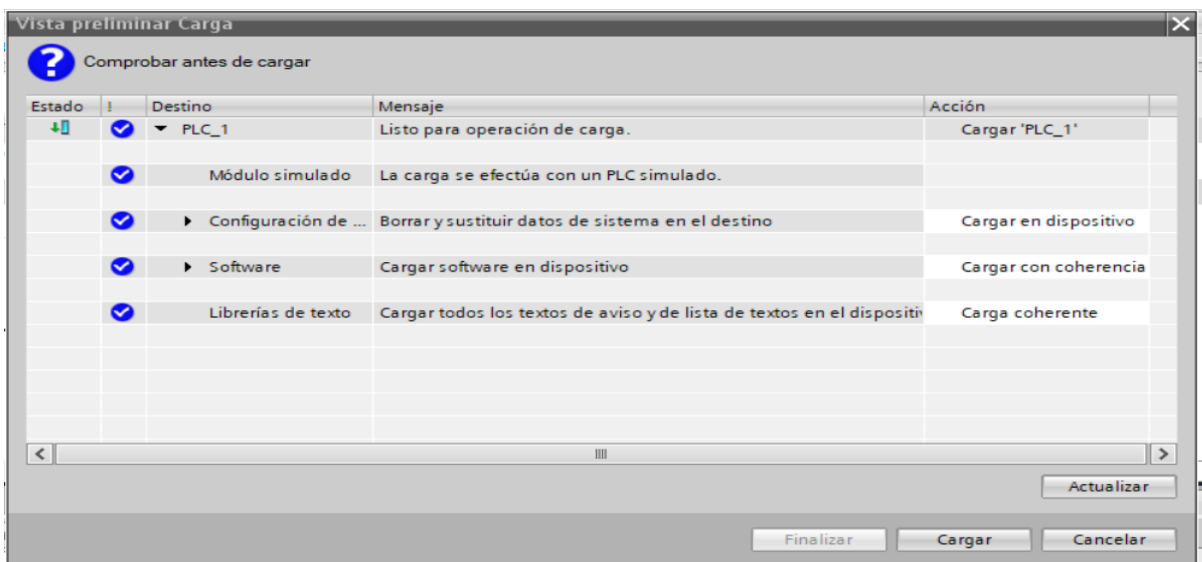 Vista preliminar Carga
Comprobar antes de cargar
Estado ! Destino Mensaje Acción
PLC_1 Listo para operación de carga. Cargar 'PLC_1'
Módulo simulado La carga se efectúa con un PLC simulado.
Configuración de ... Borrar y sustituir datos de sistema en el destino Cargar en dispositivo
Software Cargar software en dispositivo Cargar con coherencia
Librerías de texto Cargar todos los textos de aviso y de lista de textos en el dispositiv Carga coherente
Actualizar
Finalizar Cargar Cancelar